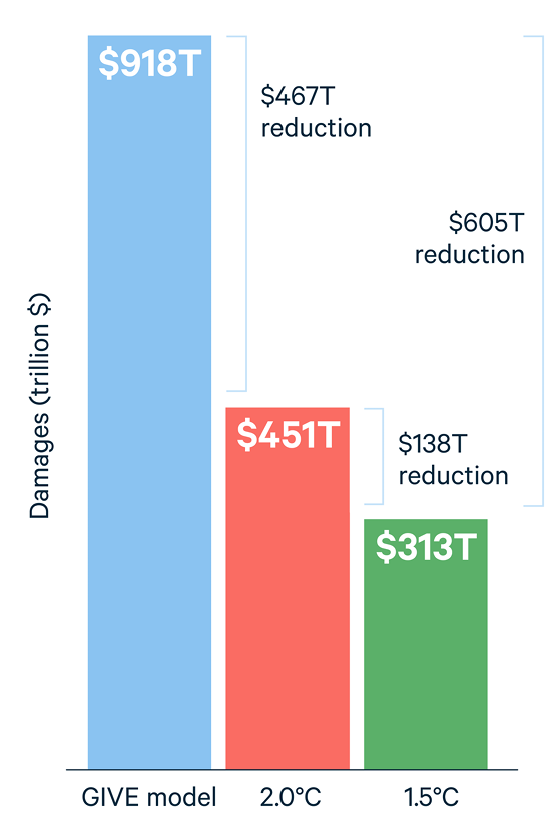 $918T
$467T
reduction
$605T
reduction
Damages (trillion $)
$451T
$138T
reduction
$313T
GIVE model
2.0°C
1.5°C